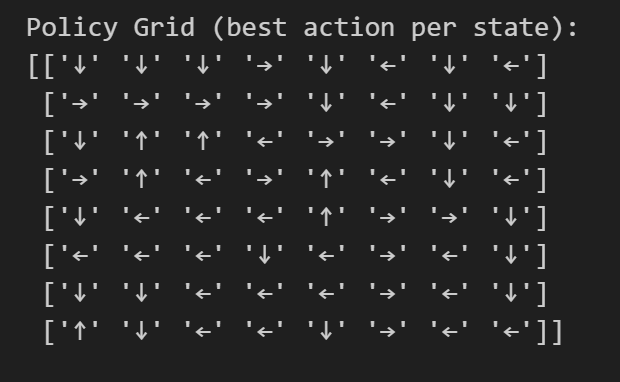 Policy Grid (best action per state):
[['↓' '↓' '↓' '→' '↓' '←' '↓' '←']
 ['→' '→' '→' '→' '↓' '←' '↓' '↓']
 ['↓' '↑' '↑' '←' '→' '→' '↓' '←']
 ['→' '↑' '←' '→' '↑' '←' '↓' '←']
 ['↓' '←' '←' '←' '↑' '→' '→' '↓']
 ['←' '←' '←' '↓' '←' '→' '←' '↓']
 ['↓' '↓' '←' '←' '←' '→' '←' '↓']
 ['↑' '↓' '←' '←' '↓' '→' '←' '←']]